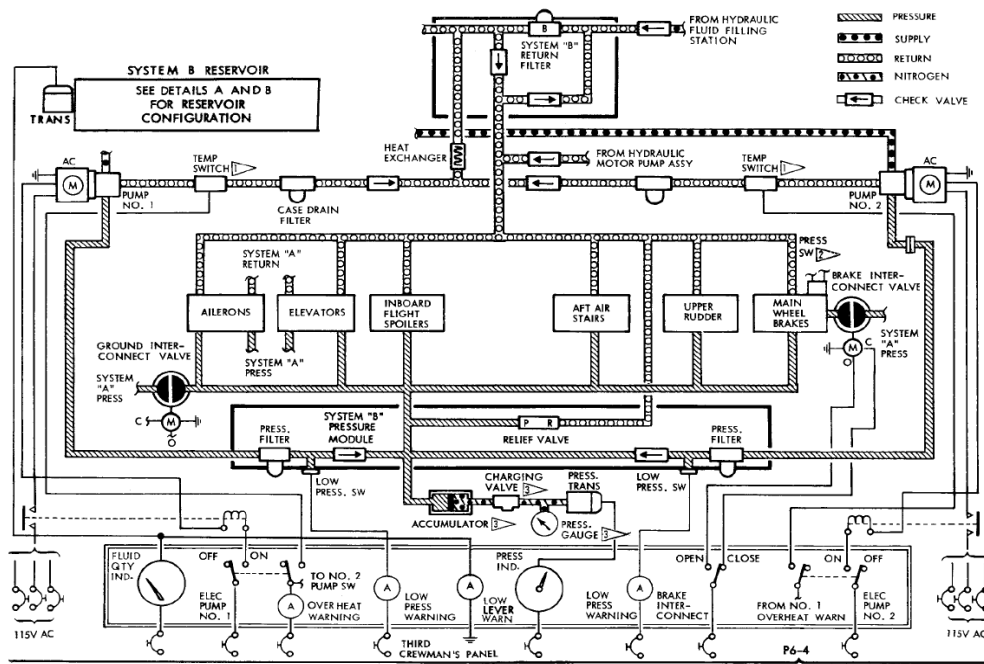 FROM HYDRAULIC
FLUID FILLING
STATION
B
SYSTEM "B"
RETURN
FILTER
PRESSURE
SUPPLY
RETURN
NITROGEN
CHECK VALVE
SYSTEM B RESERVOIR
SEE DETAILS A AND B
FOR RESERVOIR
CONFIGURATION
TRANS
HEAT
EXCHANGER
FROM HYDRAULIC
MOTOR PUMP ASSY
AC
M
PUMP
NO. 1
TEMP
SWITCH 1
CASE DRAIN
FILTER
TEMP
SWITCH 1
AC
M
PUMP
NO. 2
SYSTEM "A"
RETURN
PRESS
SW 2
BRAKE INTER-
CONNECT VALVE
AILERONS
ELEVATORS
INBOARD
FLIGHT
SPOILERS
AFT AIR
STAIRS
UPPER
RUDDER
MAIN
WHEEL
BRAKES
SYSTEM "A"
PRESS
SYSTEM "A"
PRESS
M
C
O
GROUND INTER-
CONNECT VALVE
SYSTEM
"A"
PRESS
C
M
O
PRESS.
FILTER
SYSTEM "B"
PRESSURE
MODULE
P R
RELIEF VALVE
PRESS.
FILTER
LOW
PRESS. SW
LOW
PRESS. SW
CHARGING
VALVE 3
PRESS.
TRANS
ACCUMULATOR 3
PRESS.
GAUGE 3
FLUID
QTY
IND.
OFF
ON
ELEC
PUMP
NO. 1
TO NO. 2
PUMP SW
A
OVERHEAT
WARNING
A
LOW
PRESS
WARNING
A
LOW
LEVER
WARN
PRESS
IND.
LOW
PRESS
WARNING
A
OPEN
CLOSE
BRAKE
INTER-
CONNECT
FROM NO. 1
OVERHEAT WARN
ON
OFF
ELEC
PUMP
NO. 2
115V AC
THIRD
CREWMAN'S PANEL
P6-4
115V AC